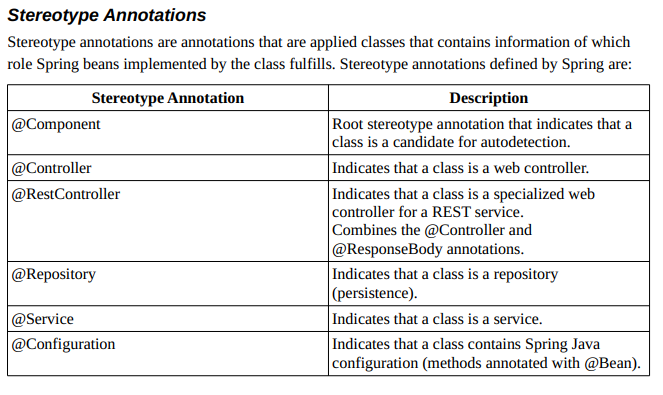 Stereotype Annotations
Stereotype annotations are annotations that are applied classes that contains information of which
role Spring beans implemented by the class fulfills. Stereotype annotations defined by Spring are:
Stereotype Annotation Description
@Component Root stereotype annotation that indicates that a
class is a candidate for autodetection.
@Controller Indicates that a class is a web controller.
@RestController Indicates that a class is a specialized web
controller for a REST service.
Combines the @Controller and
@ResponseBody annotations.
@Repository Indicates that a class is a repository
(persistence).
@Service Indicates that a class is a service.
@Configuration Indicates that a class contains Spring Java
configuration (methods annotated with @Bean).